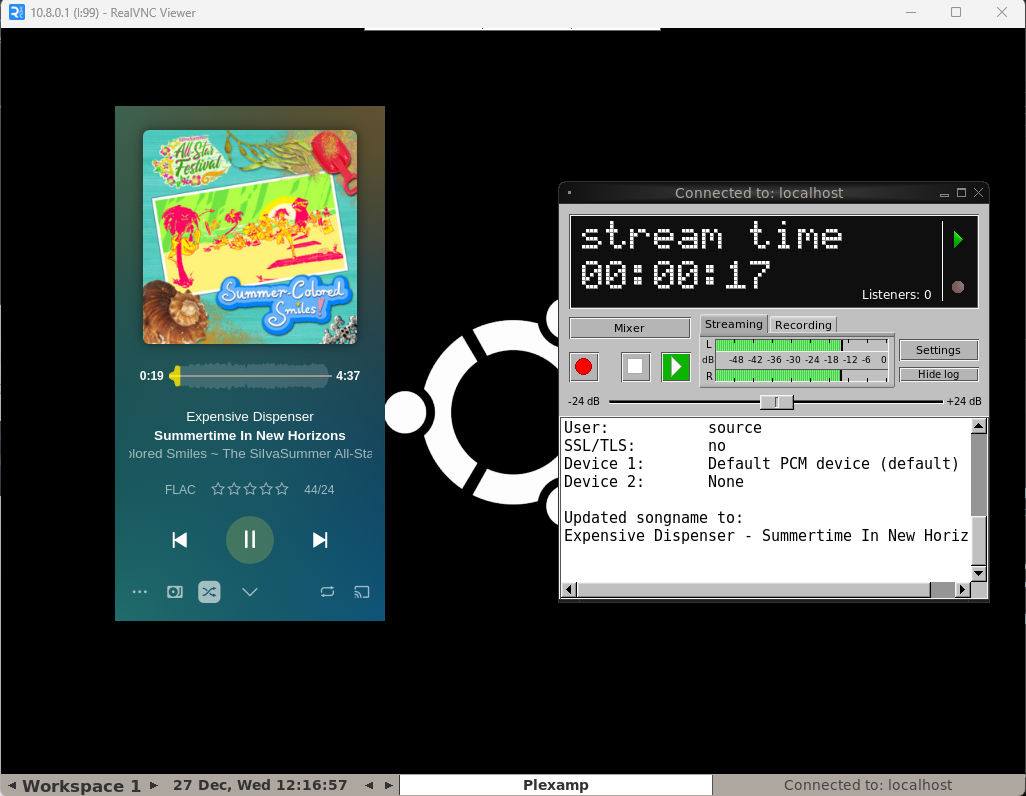 10.8.0.1 (l:99) - RealVNC Viewer
All-Star
Festival
Summer-Colored
Smiles!
0:19
4:37
Expensive Dispenser
Summertime In New Horizons
olored Smiles ~ The SilvaSummer All-Sta
FLAC
44/24
Connected to: localhost
stream time
00:00:17
Listeners: 0
Mixer
Streaming
Recording
L
dB
-48 -42 -36 -30 -24 -18 -12 -6 0
R
Settings
Hide log
-24 dB
+24 dB
User: source
SSL/TLS: no
Device 1: Default PCM device (default)
Device 2: None
Updated songname to:
Expensive Dispenser - Summertime In New Horiz
Workspace 1
27 Dec, Wed 12:16:57
Plexamp
Connected to: localhost